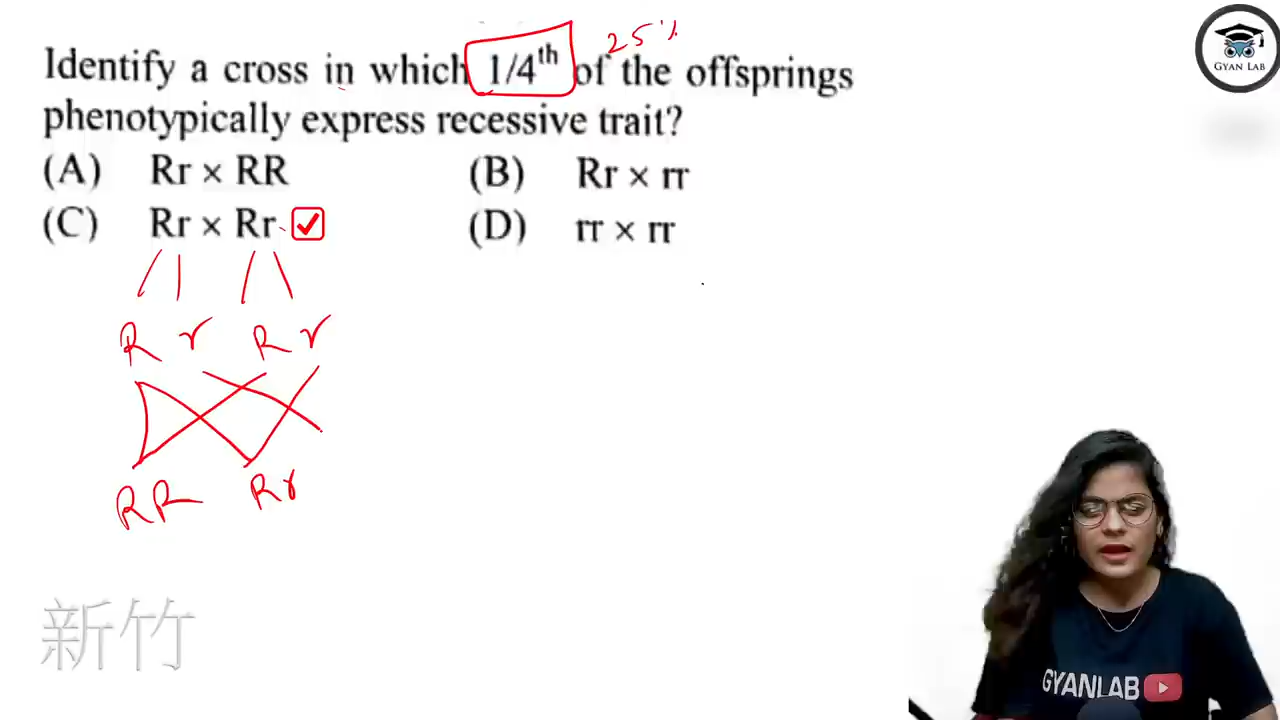 25%
Identify a cross in which 1/4th of the offsprings
phenotypically express recessive trait?
(A) Rr × RR (B) Rr × rr
(C) Rr × Rr (D) rr × rr
R r R r
RR Rr
GYAN LAB
GYANLAB
新竹